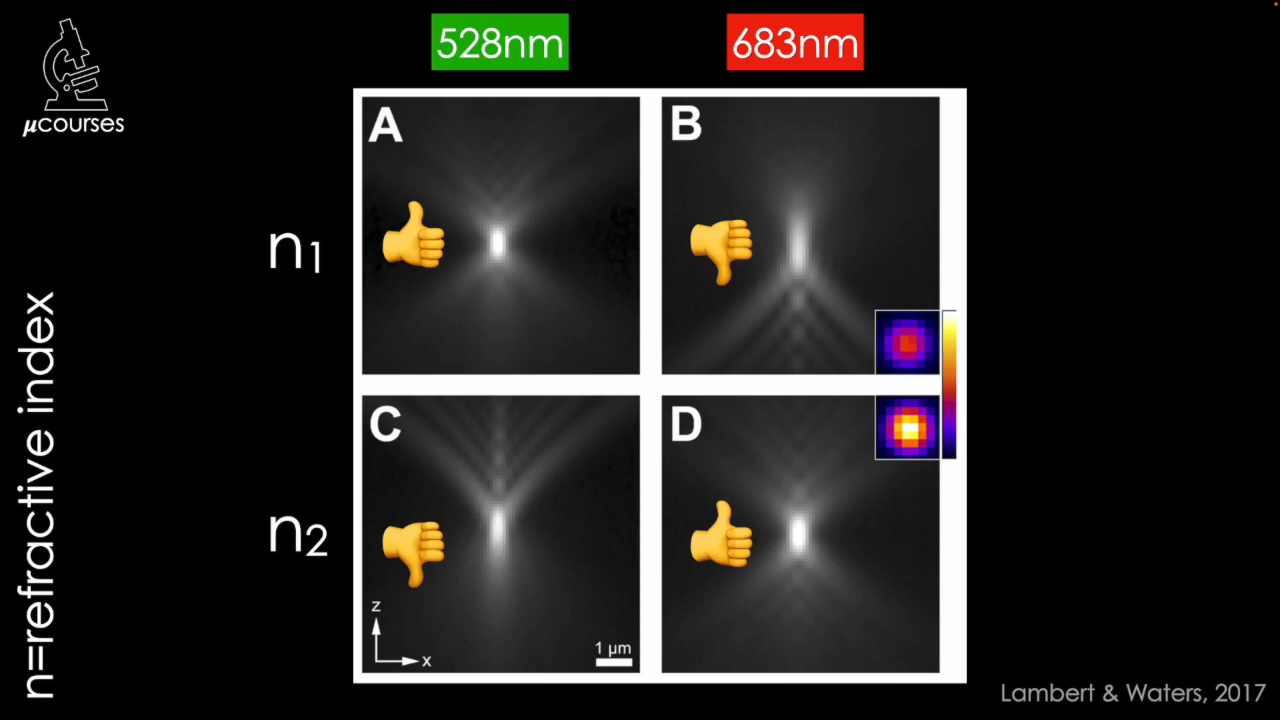 528nm
683nm
µcourses
A
B
n1
C
D
n2
z
x
1 µm
n=refractive index
Lambert & Waters, 2017